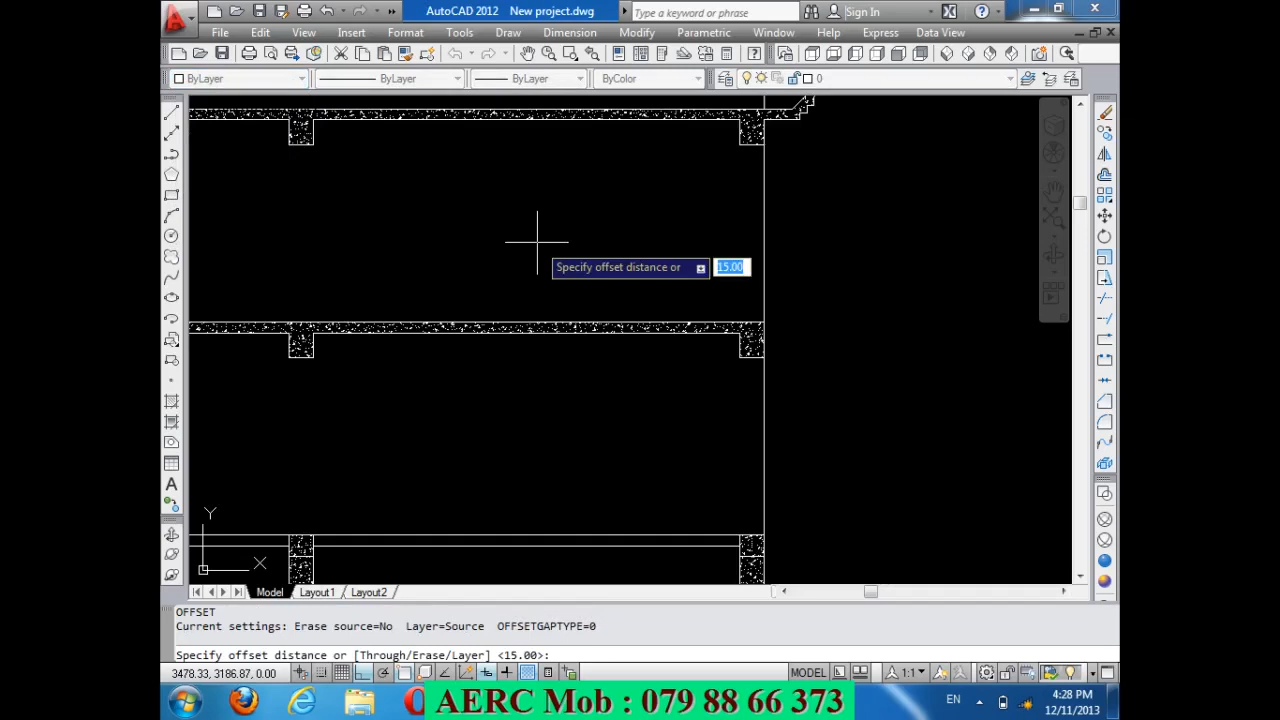 AutoCAD 2012 New project.dwg
Type a keyword or phrase
Sign In
File Edit View Insert Format Tools Draw Dimension Modify Parametric Window Help Express Data View
ByLayer ByLayer ByLayer ByColor 0
Specify offset distance or 15.00
Y
X
A
Model Layout1 Layout2
OFFSET
Current settings: Erase source=No Layer=Source OFFSETGAPTYPE=0
Specify offset distance or [Through/Erase/Layer] <15.00>:
3478.33, 3186.87, 0.00 MODEL 1:1
AERC Mob : 079 88 66 373
EN
4:28 PM
12/11/2013